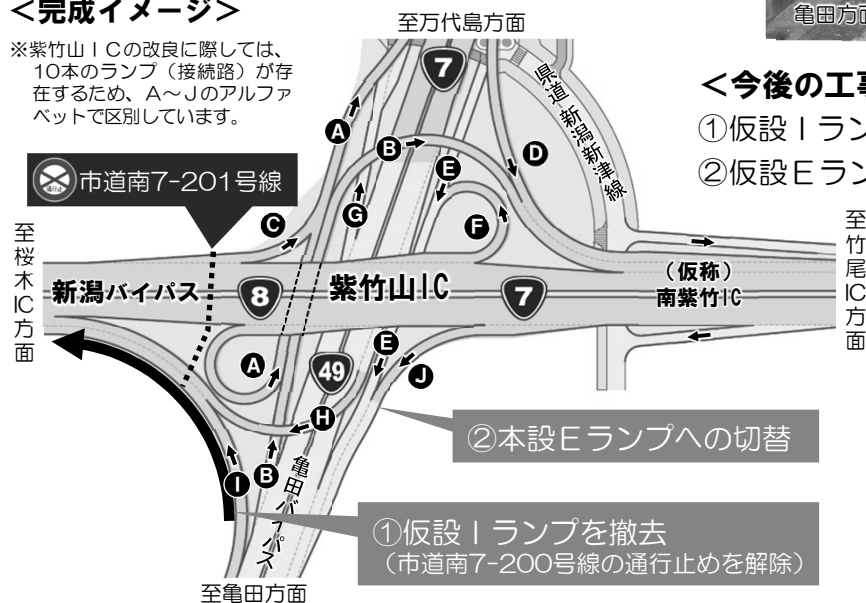 <完成イメージ>
※紫竹山ICの改良に際しては、
10本のランプ（接続路）が存
在するため、A～Jのアルファ
ベットで区別しています。
至万代島方面
亀田方面
<今後の工事
①仮設Iラン
②仮設Eラン
市道南7-201号線
7
県道新潟新津線
A
B
C
D
E
F
G
至桜木IC方面
新潟バイパス
8
紫竹山IC
7
（仮称）
南紫竹IC
至竹尾IC方面
A
49
E
J
H
B
I
亀田バイパス
②本設Eランプへの切替
①仮設Iランプを撤去
（市道南7-200号線の通行止めを解除）
至亀田方面